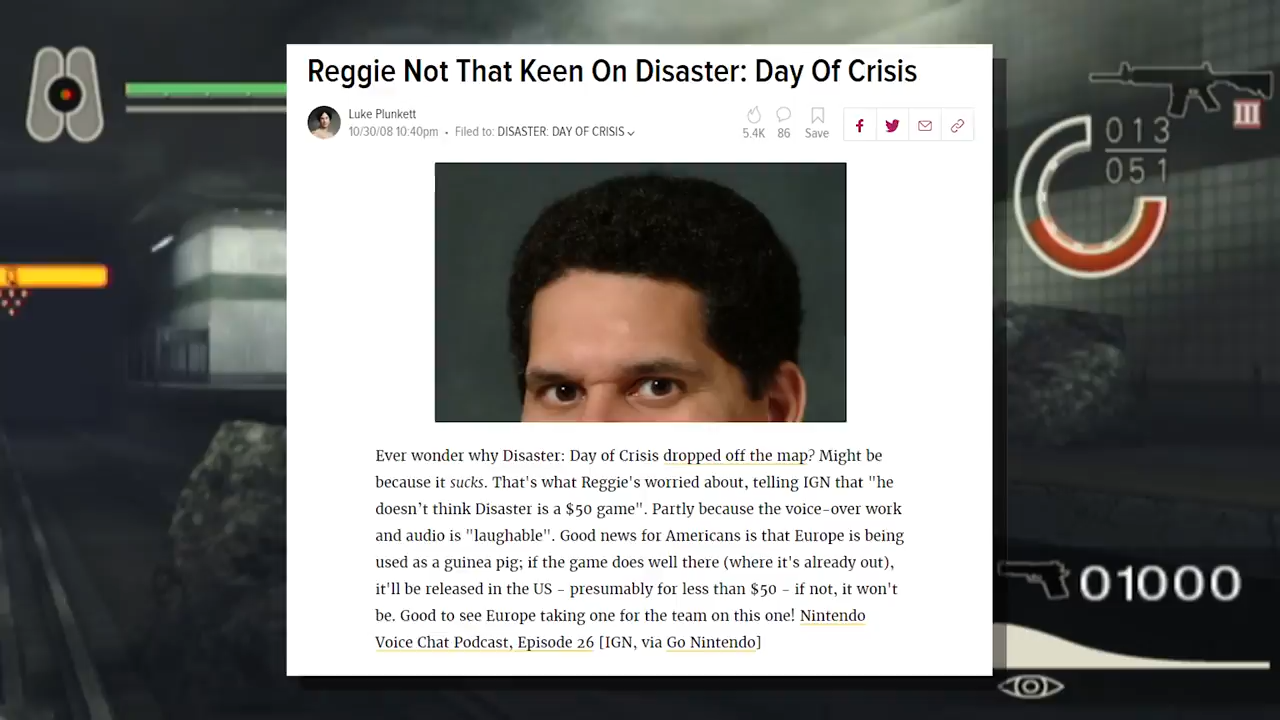 Reggie Not That Keen On Disaster: Day Of Crisis
Luke Plunkett
10/30/08 10:40pm • Filed to: DISASTER: DAY OF CRISIS
5.4K
86
Save
III
013
051
Ever wonder why Disaster: Day of Crisis dropped off the map? Might be
because it sucks. That's what Reggie's worried about, telling IGN that "he
doesn't think Disaster is a $50 game". Partly because the voice-over work
and audio is "laughable". Good news for Americans is that Europe is being
used as a guinea pig; if the game does well there (where it's already out),
it'll be released in the US – presumably for less than $50 – if not, it won't
be. Good to see Europe taking one for the team on this one! Nintendo
Voice Chat Podcast, Episode 26 [IGN, via Go Nintendo]
01000